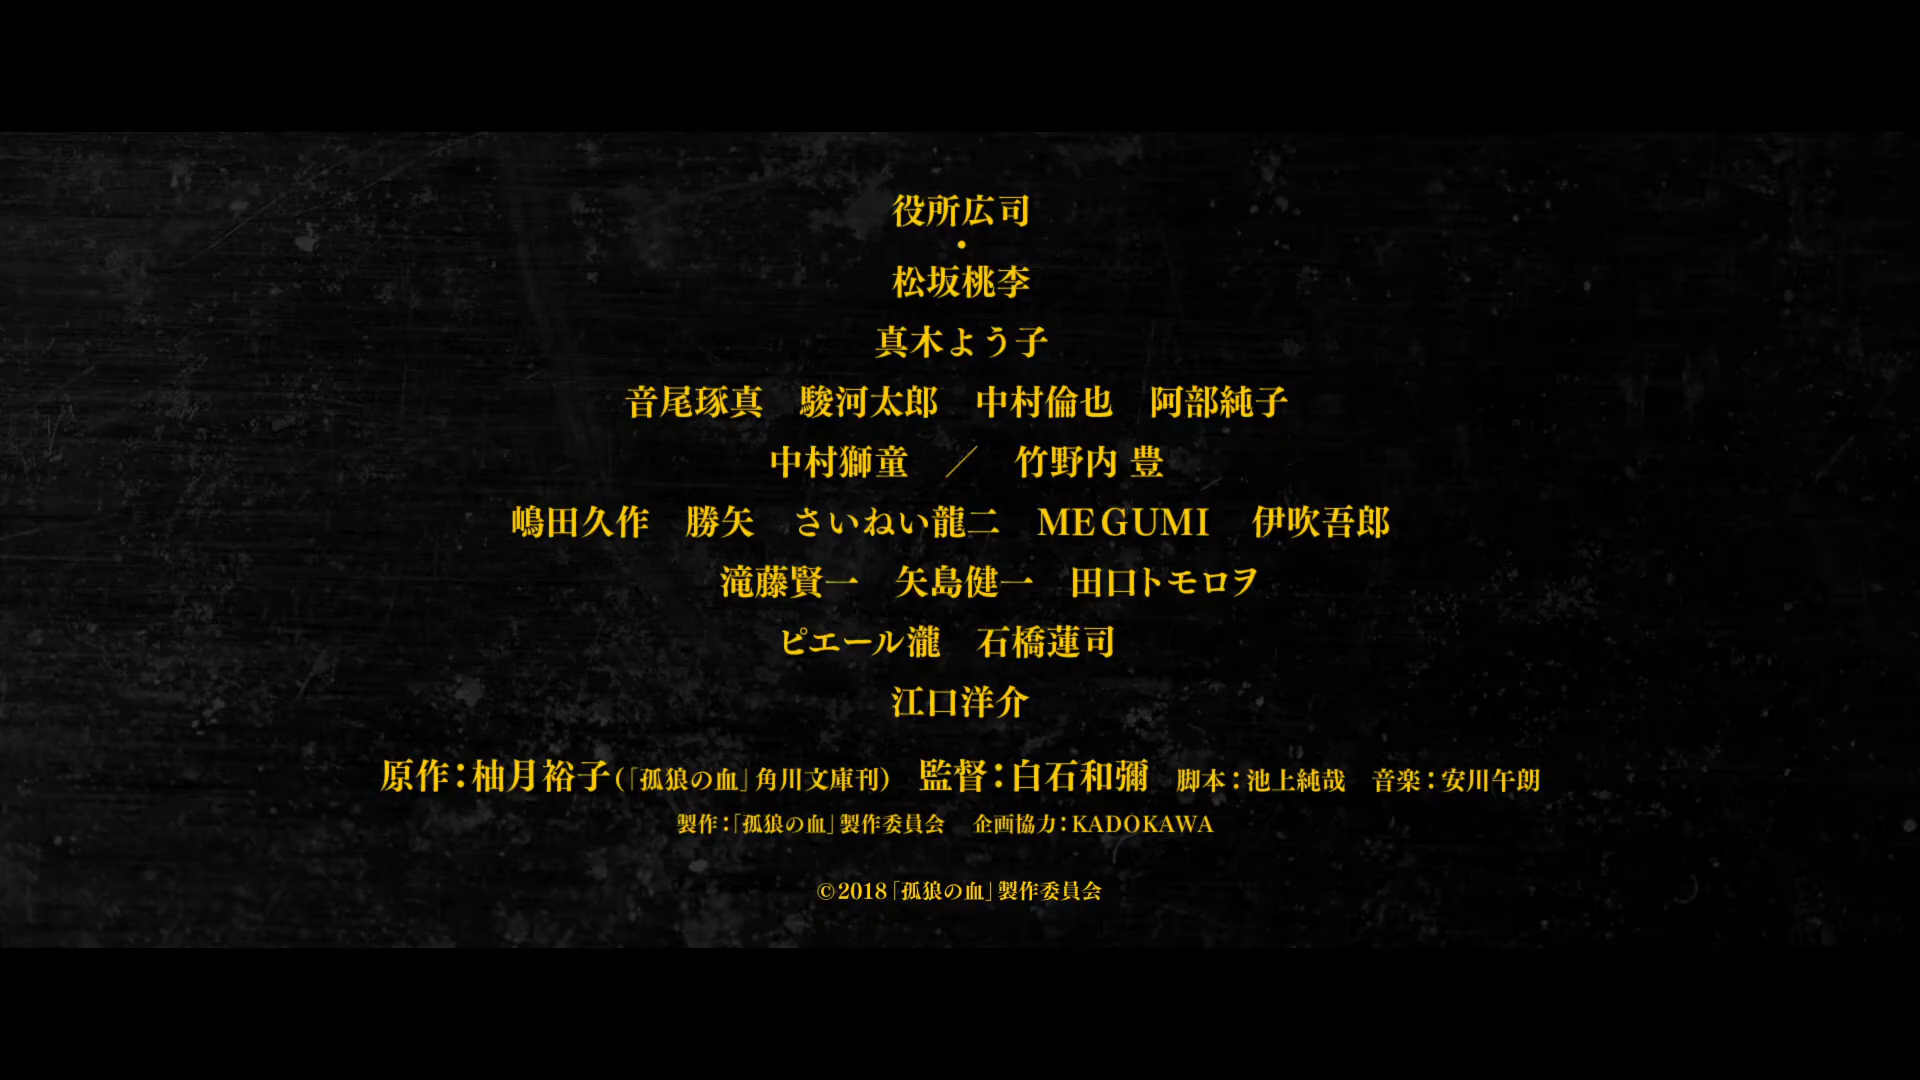 役所広司
・
松坂桃李
真木よう子
音尾琢真　駿河太郎　中村倫也　阿部純子
中村獅童　／　竹野内 豊
嶋田久作　勝矢　さいねい龍二　MEGUMI　伊吹吾郎
滝藤賢一　矢島健一　田口トモロヲ
ピエール瀧　石橋蓮司
江口洋介
原作：柚月裕子（「孤狼の血」角川文庫刊）　監督：白石和彌　脚本：池上純哉　音楽：安川午朗
製作：「孤狼の血」製作委員会　企画協力：KADOKAWA
©2018「孤狼の血」製作委員会